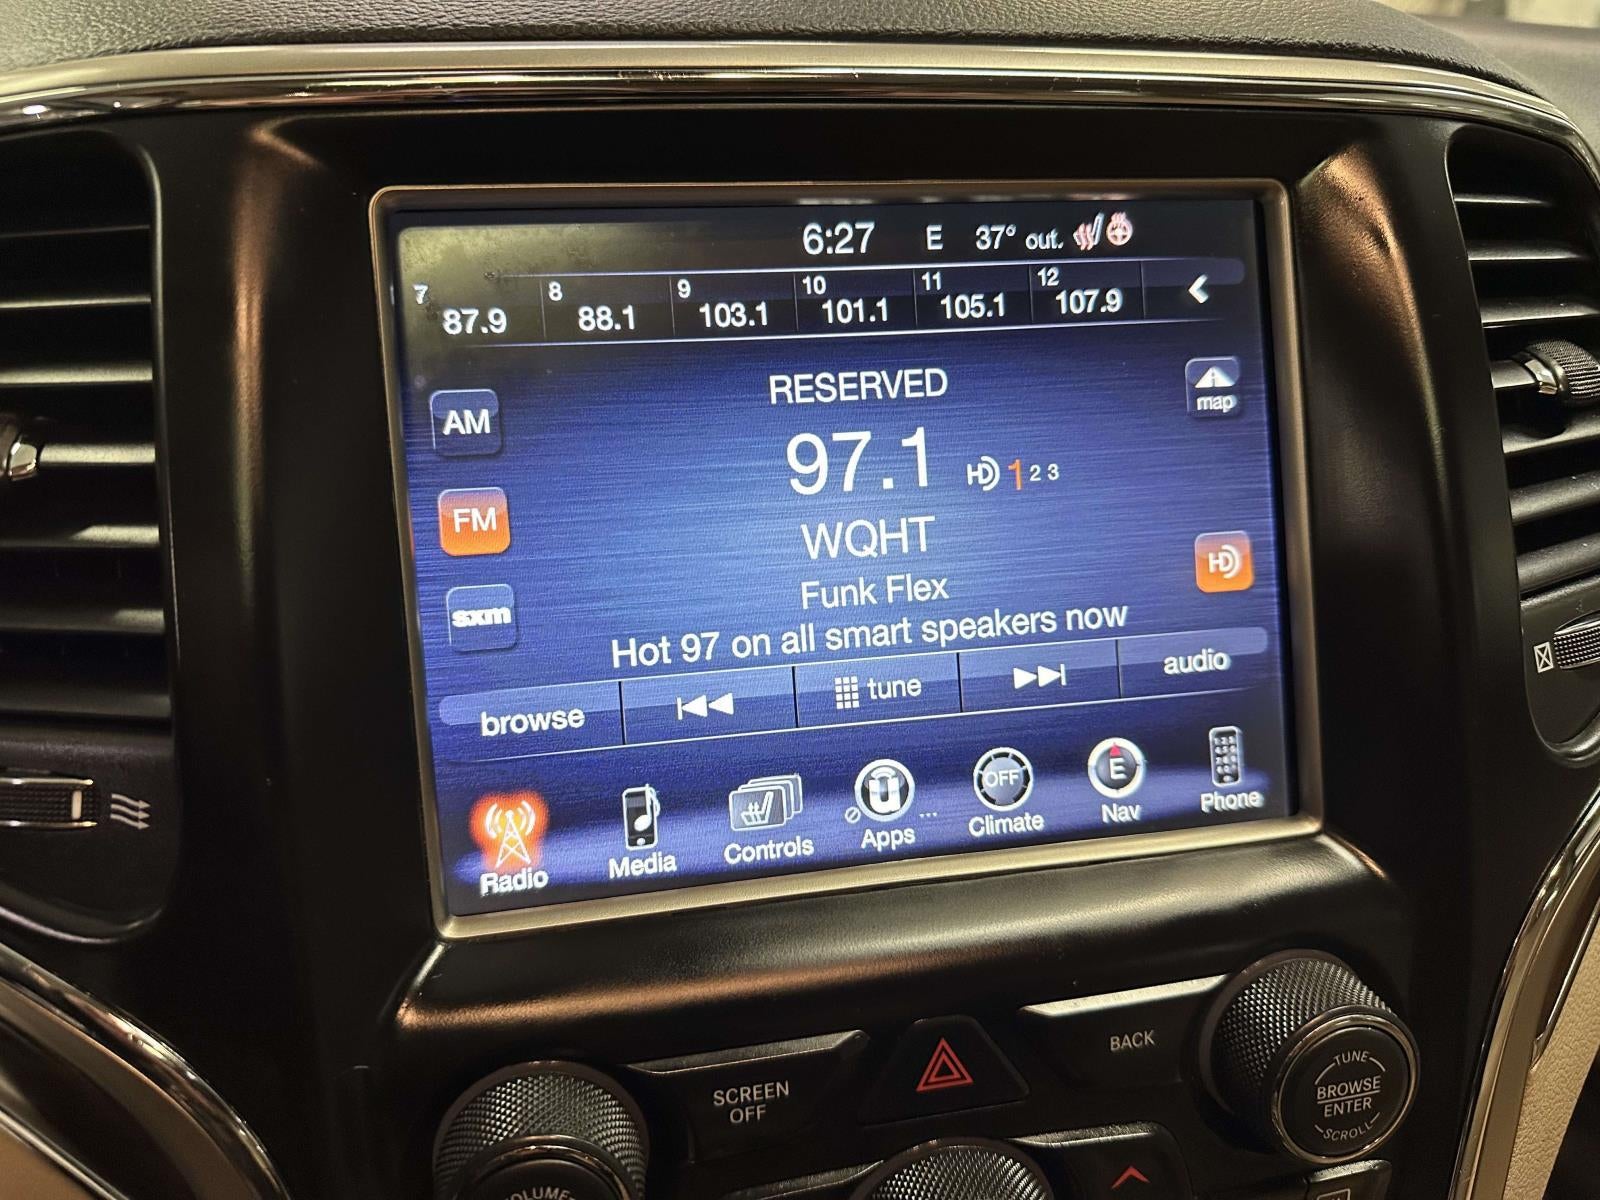 6:27 E 37° out.
7 87.9 8 88.1 9 103.1 10 101.1 11 105.1 12 107.9
RESERVED
map
AM
97.1 HD 1 2 3
FM
WQHT
HD
Funk Flex
sxm
Hot 97 on all smart speakers now
browse tune audio
Radio Media Controls Apps ... OFF Climate E Nav Phone
SCREEN
OFF
BACK
TUNE
BROWSE
ENTER
SCROLL
VOLUME